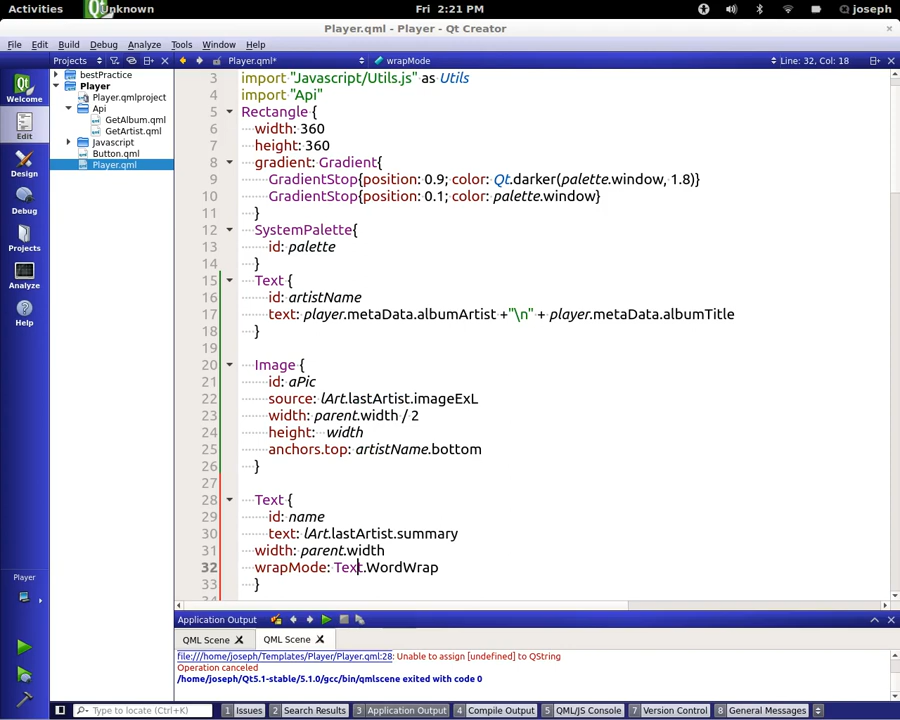 Activities Unknown Fri 2:21 PM joseph
Player.qml - Player - Qt Creator ×
File Edit Build Debug Analyze Tools Window Help
Projects Player.qml* wrapMode Line: 32, Col: 18
bestPractice
Player
Player.qmlproject
Api
GetAlbum.qml
GetArtist.qml
Javascript
Button.qml
Player.qml
Welcome
Edit
Design
Debug
Projects
Analyze
Help
Player
3 import "Javascript/Utils.js" as Utils
4 import "Api"
5 Rectangle {
6 width: 360
7 height: 360
8 gradient: Gradient{
9 GradientStop{position: 0.9; color: Qt.darker(palette.window, 1.8)}
10 GradientStop{position: 0.1; color: palette.window}
11 }
12 SystemPalette{
13 id: palette
14 }
15 Text {
16 id: artistName
17 text: player.metaData.albumArtist +"\n" + player.metaData.albumTitle
18 }
19
20 Image {
21 id: aPic
22 source: lArt.lastArtist.imageExL
23 width: parent.width / 2
24 height: width
25 anchors.top: artistName.bottom
26 }
27
28 Text {
29 id: name
30 text: lArt.lastArtist.summary
31 width: parent.width
32 wrapMode: Text.WordWrap
33 }
34
Application Output
QML Scene QML Scene
file:///home/joseph/Templates/Player/Player.qml:28: Unable to assign [undefined] to QString
Operation canceled
/home/joseph/Qt5.1-stable/5.1.0/gcc/bin/qmlscene exited with code 0
Type to locate (Ctrl+K) 1 Issues 2 Search Results 3 Application Output 4 Compile Output 5 QML/JS Console 7 Version Control 8 General Messages